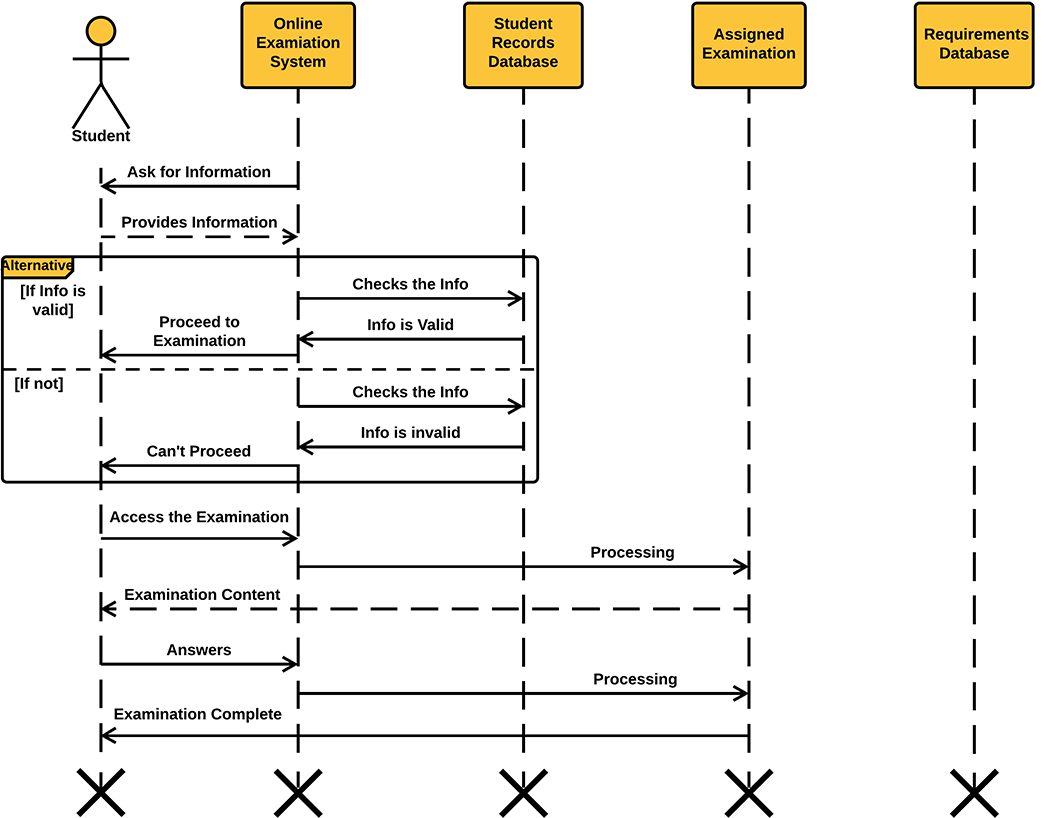 Online
Examiation
System
Student
Records
Database
Assigned
Examination
Requirements
Database
Student
Ask for Information
Provides Information
Alternative
[If Info is
valid]
Checks the Info
Info is Valid
Proceed to
Examination
[If not]
Checks the Info
Info is invalid
Can't Proceed
Access the Examination
Processing
Examination Content
Answers
Processing
Examination Complete